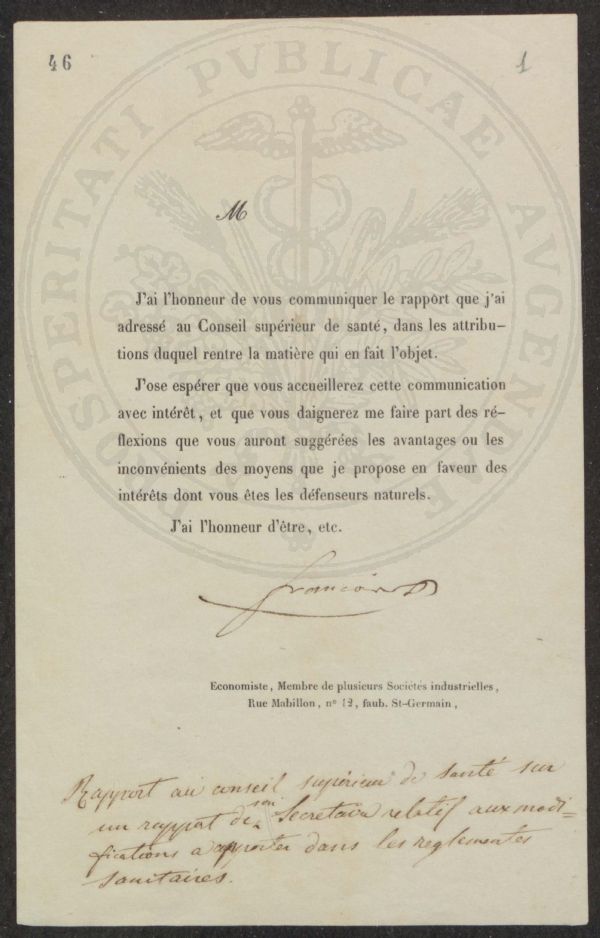 46
1
PROSPERITATI PVBLICAE AVGENDAE
M
J'ai l'honneur de vous communiquer le rapport que j'ai
adressé au Conseil supérieur de santé, dans les attribu-
tions duquel rentre la matière qui en fait l'objet.
J'ose espérer que vous accueillerez cette communication
avec intérêt, et que vous daignerez me faire part des ré-
flexions que vous auront suggérées les avantages ou les
inconvénients des moyens que je propose en faveur des
intérêts dont vous êtes les défenseurs naturels.
J'ai l'honneur d'être, etc.
Economiste, Membre de plusieurs Sociétés industrielles,
Rue Mabillon, nº 12, faub. St-Germain,
Rapport au conseil supérieur de santé sur
son
un rapport de Secretaire relatif aux modi=
fications a apporter dans les reglements
sanitaires.